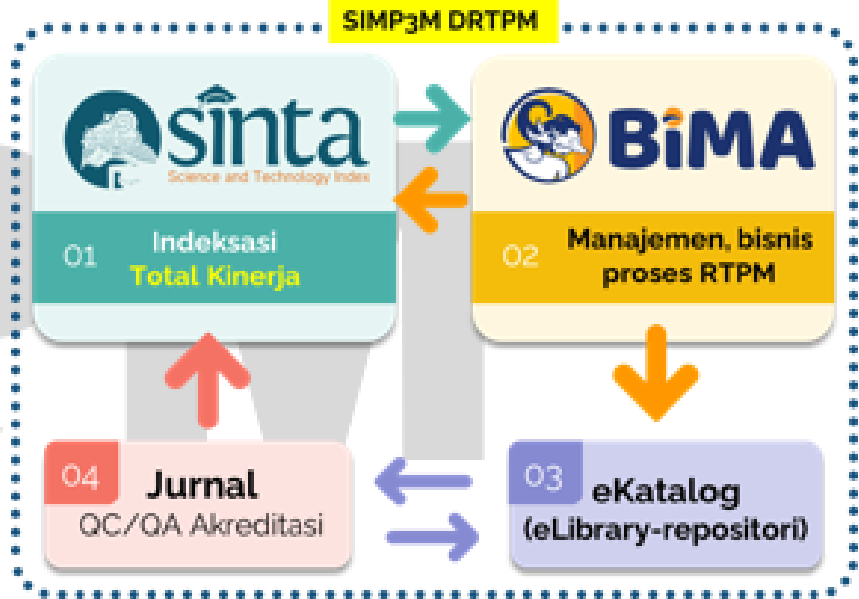 SIMP3M DRTPM
sinta
Science and Technology Index
01
Indeksasi
Total Kinerja
BiMA
02
Manajemen, bisnis
proses RTPM
04
Jurnal
QC/QA Akreditasi
03
eKatalog
(eLibrary-repositori)